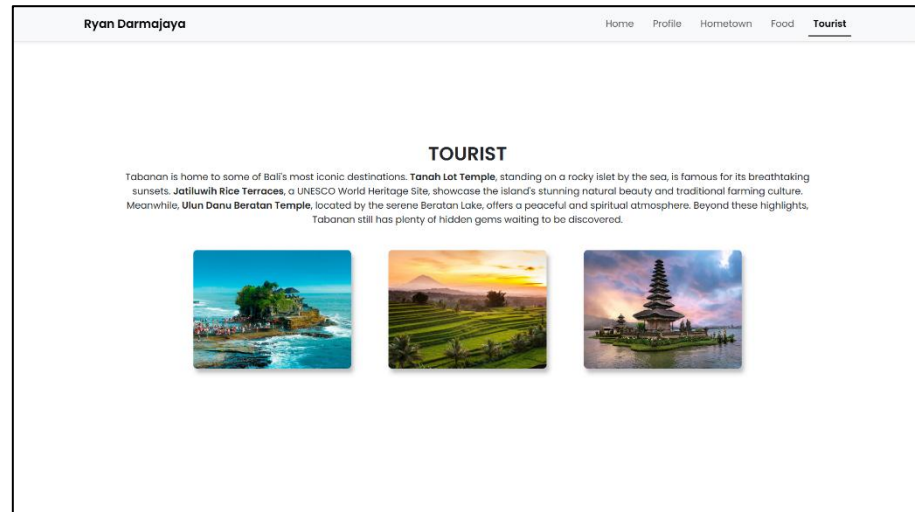 Ryan Darmajaya
Home Profile Hometown Food Tourist
TOURIST
Tabanan is home to some of Bali's most iconic destinations. Tanah Lot Temple, standing on a rocky islet by the sea, is famous for its breathtaking
sunsets. Jatiluwih Rice Terraces, a UNESCO World Heritage Site, showcase the island's stunning natural beauty and traditional farming culture.
Meanwhile, Ulun Danu Beratan Temple, located by the serene Beratan Lake, offers a peaceful and spiritual atmosphere. Beyond these highlights,
Tabanan still has plenty of hidden gems waiting to be discovered.